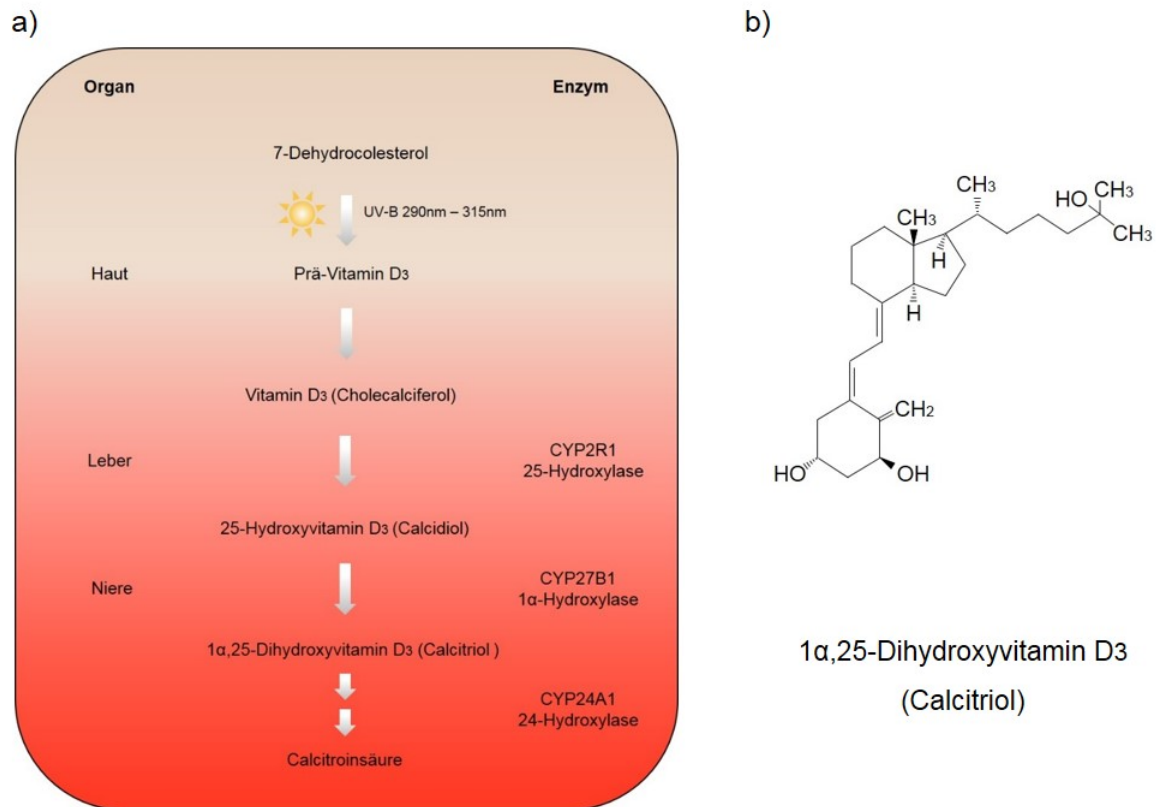 a)
b)
Organ
Enzym
7-Dehydrocolesterol
UV-B 290nm – 315nm
Haut
Prä-Vitamin D3
Vitamin D3 (Cholecalciferol)
Leber
CYP2R1
25-Hydroxylase
25-Hydroxyvitamin D3 (Calcidiol)
Niere
CYP27B1
1α-Hydroxylase
1α,25-Dihydroxyvitamin D3 (Calcitriol )
CYP24A1
24-Hydroxylase
Calcitroinsäure
CH3
CH3
HO
CH3
CH3
H
H
CH2
HO
OH
1α,25-Dihydroxyvitamin D3
(Calcitriol)